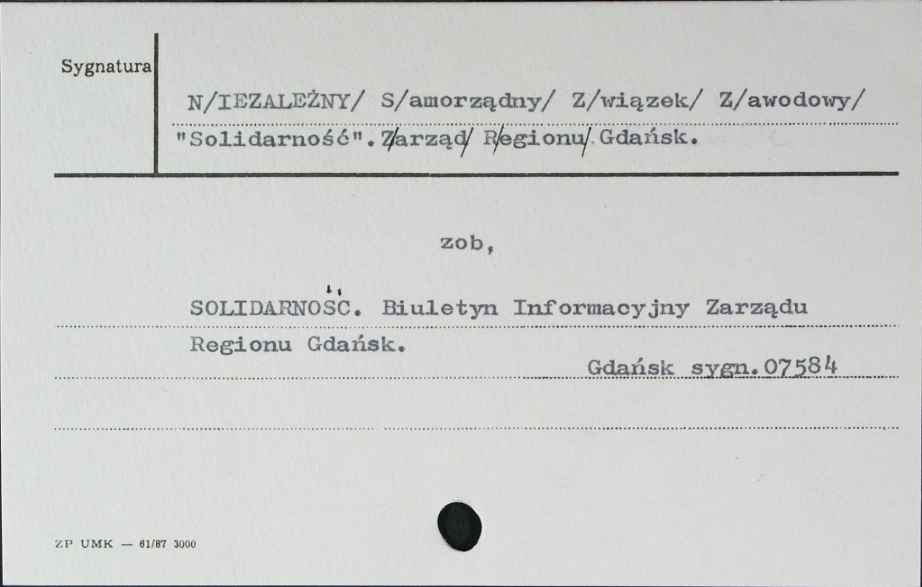 Sygnatura
N/IEZALEŻNY/ S/amorządny/ Z/wiązek/ Z/awodowy/
"Solidarność". Z/arząd/ R/egionu/ Gdańsk.
zob,
SOLIDARNOŚĆ. Biuletyn Informacyjny Zarządu
Regionu Gdańsk.
Gdańsk sygn. 07584
ZP UMK — 61/87 3000